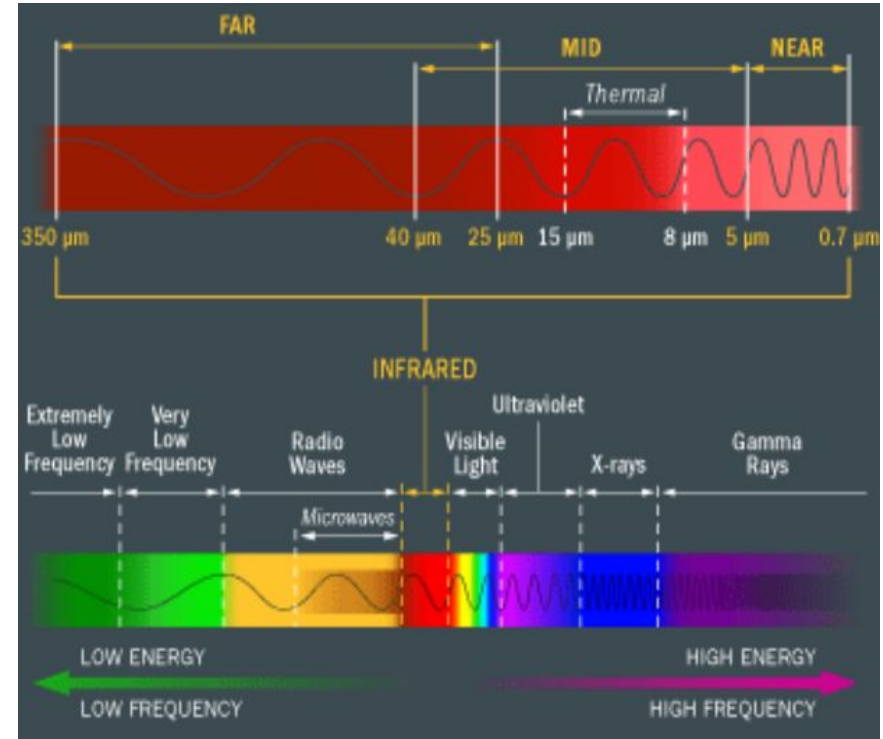 FAR
MID
NEAR
Thermal
350 µm
40 µm
25 µm
15 µm
8 µm
5 µm
0.7 µm
INFRARED
Extremely
Low
Frequency
Very
Low
Frequency
Radio
Waves
Microwaves
Visible
Light
Ultraviolet
X-rays
Gamma
Rays
LOW ENERGY
HIGH ENERGY
LOW FREQUENCY
HIGH FREQUENCY